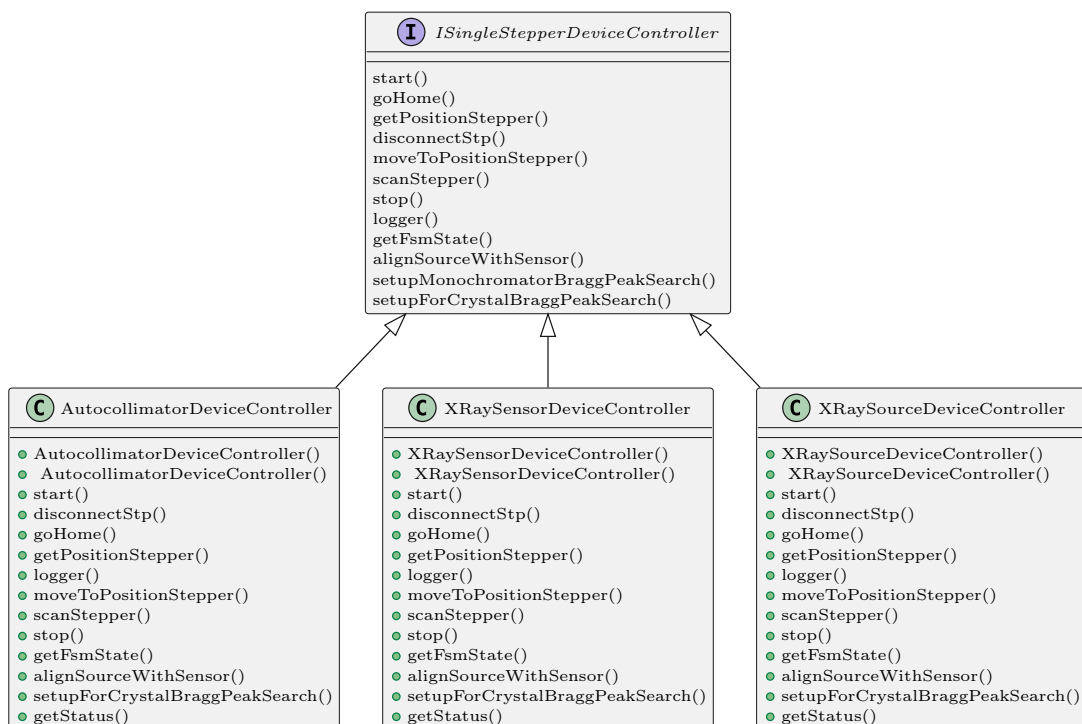 I ISingleStepperDeviceController
start()
goHome()
getPositionStepper()
disconnectStp()
moveToPositionStepper()
scanStepper()
stop()
logger()
getFsmState()
alignSourceWithSensor()
setupMonochromatorBraggPeakSearch()
setupForCrystalBraggPeakSearch()
C AutocollimatorDeviceController
AutocollimatorDeviceController()
AutocollimatorDeviceController()
start()
disconnectStp()
goHome()
getPositionStepper()
logger()
moveToPositionStepper()
scanStepper()
stop()
getFsmState()
alignSourceWithSensor()
setupForCrystalBraggPeakSearch()
getStatus()
C XRaySensorDeviceController
XRaySensorDeviceController()
XRaySensorDeviceController()
start()
disconnectStp()
goHome()
getPositionStepper()
logger()
moveToPositionStepper()
scanStepper()
stop()
getFsmState()
alignSourceWithSensor()
setupForCrystalBraggPeakSearch()
getStatus()
C XRaySourceDeviceController
XRaySourceDeviceController()
XRaySourceDeviceController()
start()
disconnectStp()
goHome()
getPositionStepper()
logger()
moveToPositionStepper()
scanStepper()
stop()
getFsmState()
alignSourceWithSensor()
setupForCrystalBraggPeakSearch()
getStatus()